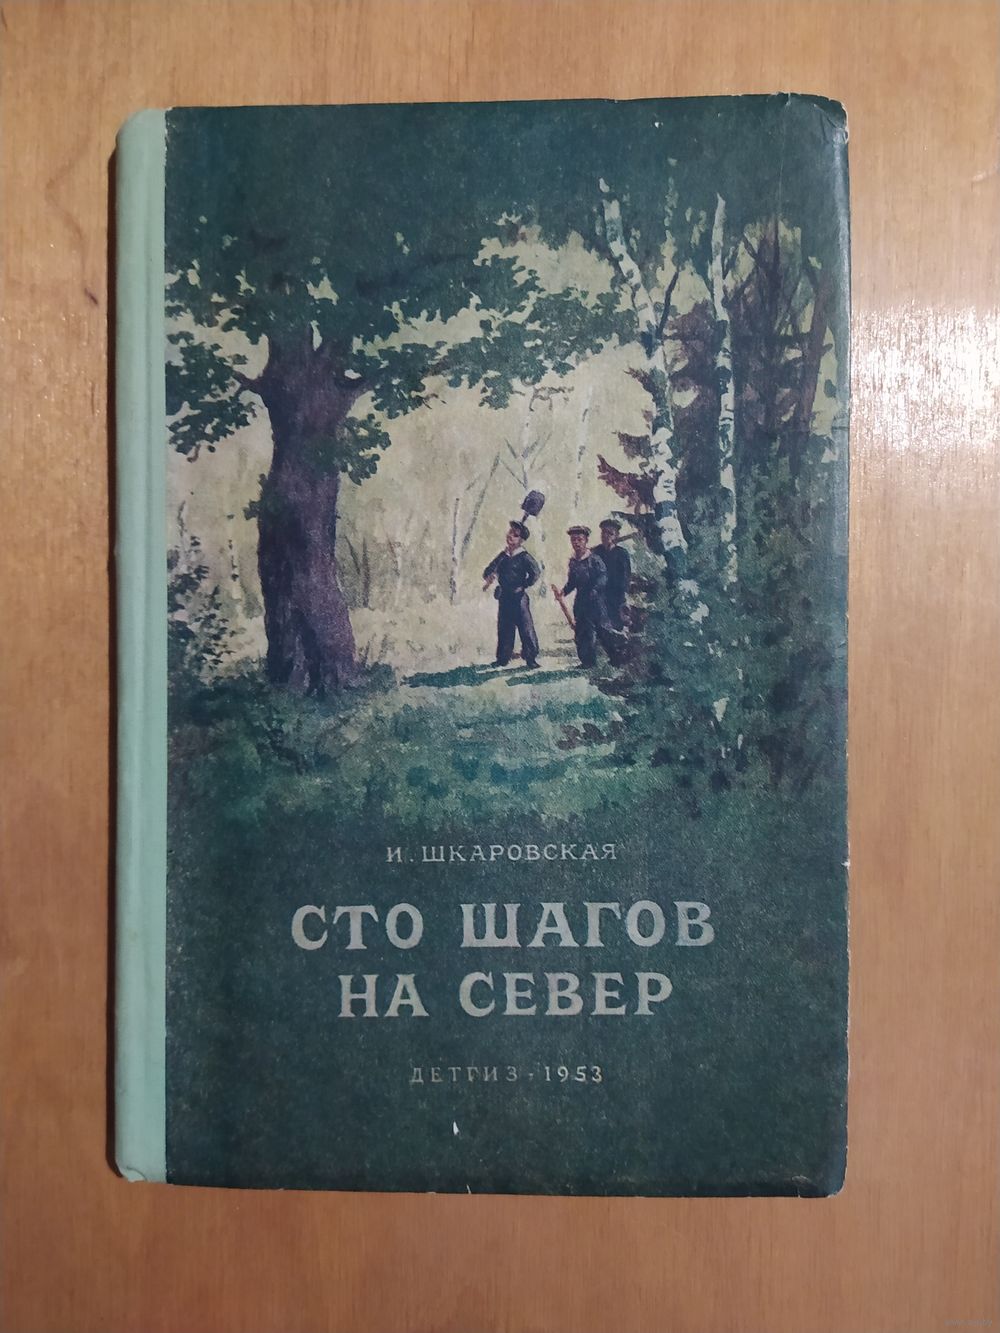 И. ШКАРОВСКАЯ
СТО ШАГОВ
НА СЕВЕР
ДЕТГИЗ - 1953